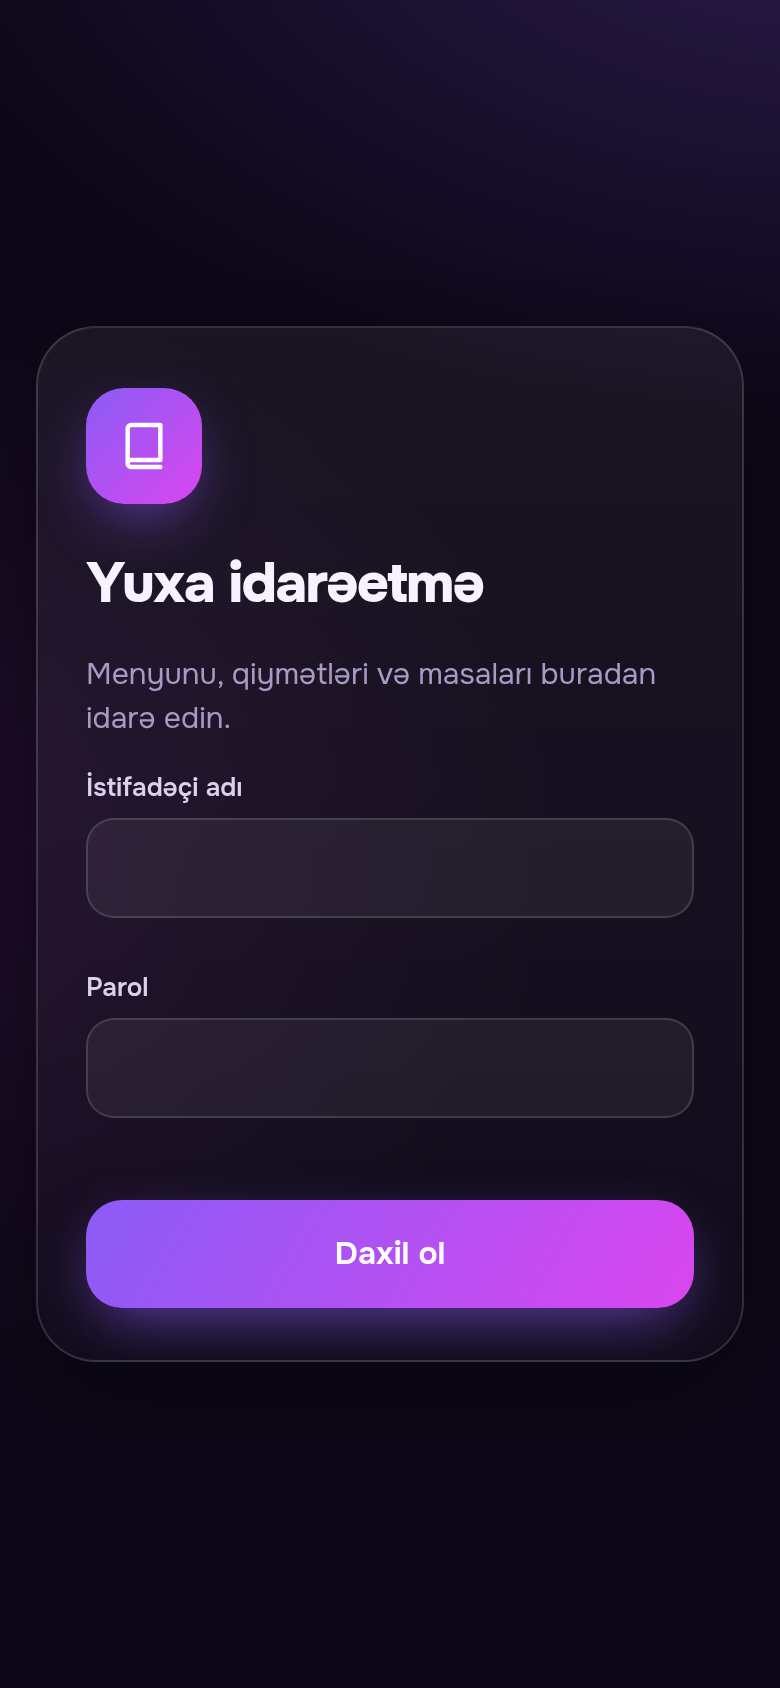 Yuxa idarəetmə
Menyunu, qiymətləri və masaları buradan
idarə edin.
İstifadəçi adı
Parol
Daxil ol